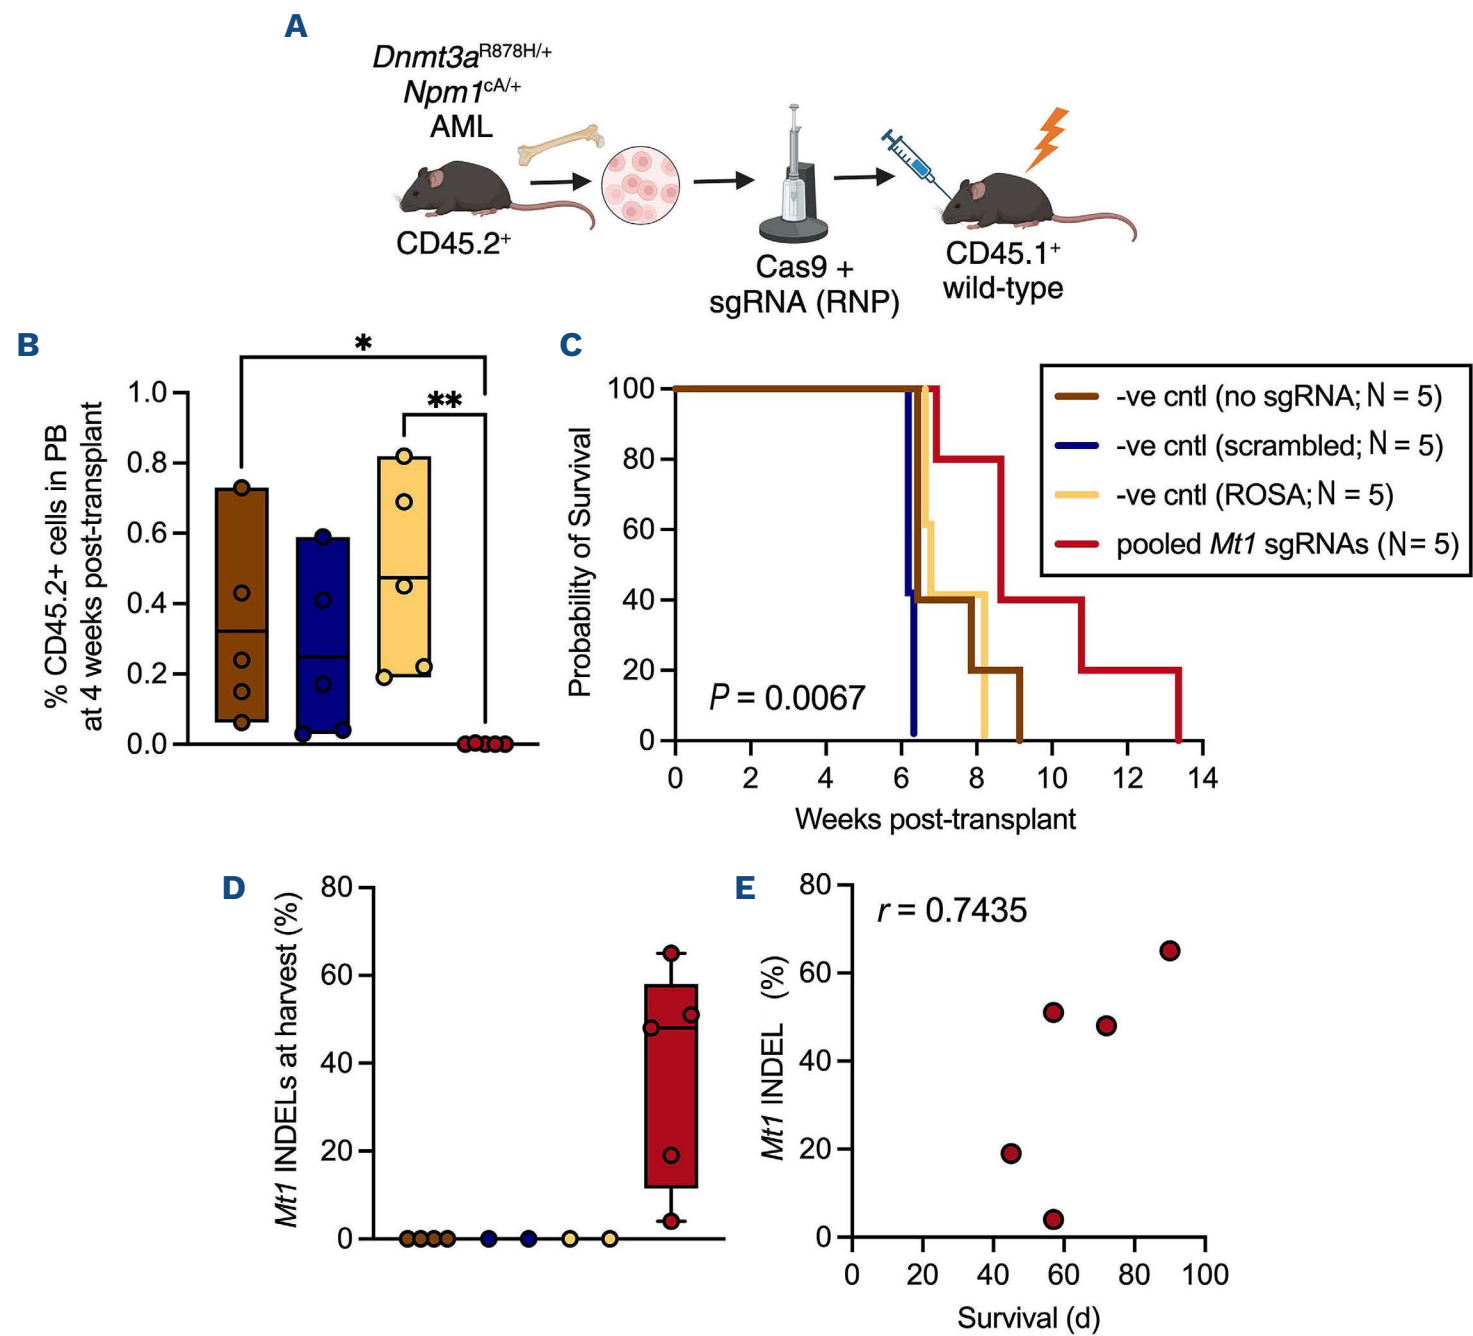 A
Dnmt3aR878H/+
Npm1cA/+
AML
CD45.2+
Cas9 +
sgRNA (RNP)
CD45.1+
wild-type
B
% CD45.2+ cells in PB
at 4 weeks post-transplant
1.0
0.8
0.6
0.4
0.2
0.0
*
**
C
Probability of Survival
100
80
60
40
20
0
P = 0.0067
0 2 4 6 8 10 12 14
Weeks post-transplant
-ve cntl (no sgRNA; N = 5)
-ve cntl (scrambled; N = 5)
-ve cntl (ROSA; N = 5)
pooled Mt1 sgRNAs (N = 5)
D
Mt1 INDELs at harvest (%)
80
60
40
20
0
E
Mt1 INDEL (%)
80
60
40
20
0
r = 0.7435
0 20 40 60 80 100
Survival (d)